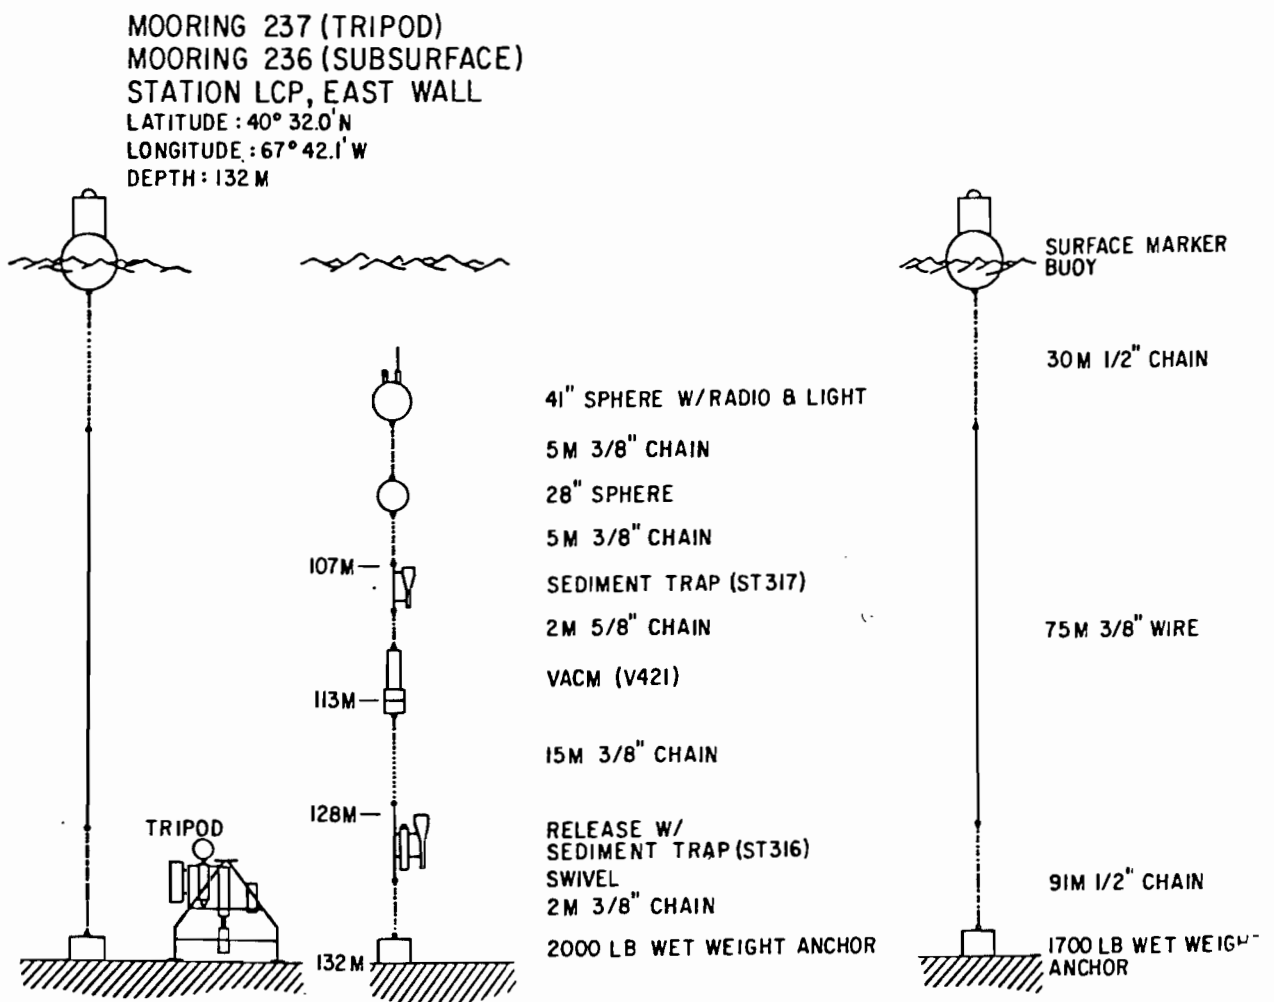 MOORING 237 (TRIPOD)
MOORING 236 (SUBSURFACE)
STATION LCP, EAST WALL
LATITUDE : 40° 32.0'N
LONGITUDE : 67° 42.1'W
DEPTH : 132 M
SURFACE MARKER
BUOY
30M 1/2" CHAIN
41" SPHERE W/RADIO & LIGHT
5M 3/8" CHAIN
28" SPHERE
5M 3/8" CHAIN
107M
SEDIMENT TRAP (ST317)
2M 5/8" CHAIN
75M 3/8" WIRE
VACM (V421)
113M
15M 3/8" CHAIN
128M
TRIPOD
RELEASE W/
SEDIMENT TRAP (ST316)
SWIVEL
2M 3/8" CHAIN
91M 1/2" CHAIN
2000 LB WET WEIGHT ANCHOR
132M
1700 LB WET WEIGH
ANCHOR